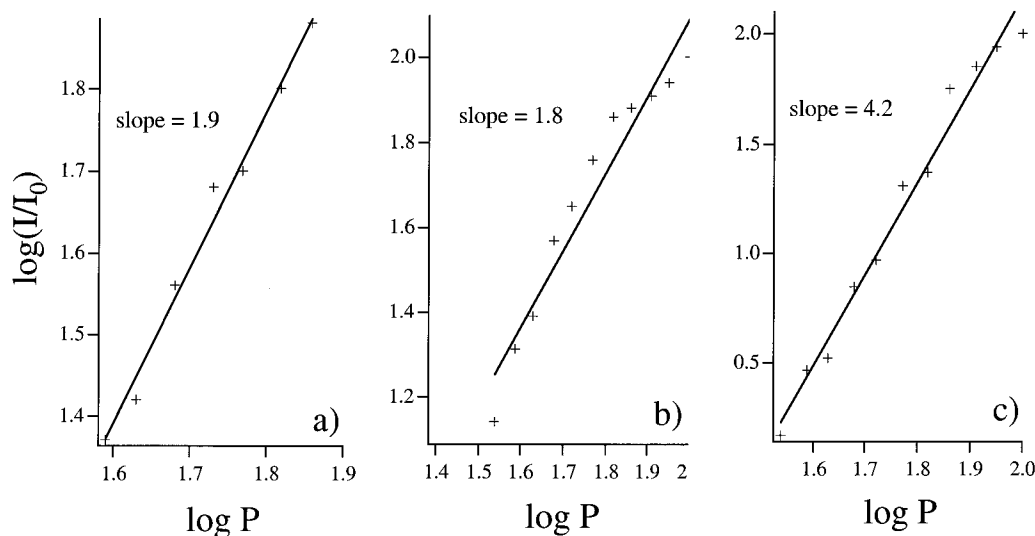 log(I/I0)
1.8
1.7
1.6
1.5
1.4
slope = 1.9
a)
1.6 1.7 1.8 1.9
log P
2.0
1.8
1.6
1.4
1.2
slope = 1.8
b)
1.4 1.5 1.6 1.7 1.8 1.9 2
log P
2.0
1.5
1.0
0.5
slope = 4.2
c)
1.6 1.7 1.8 1.9 2.0
log P